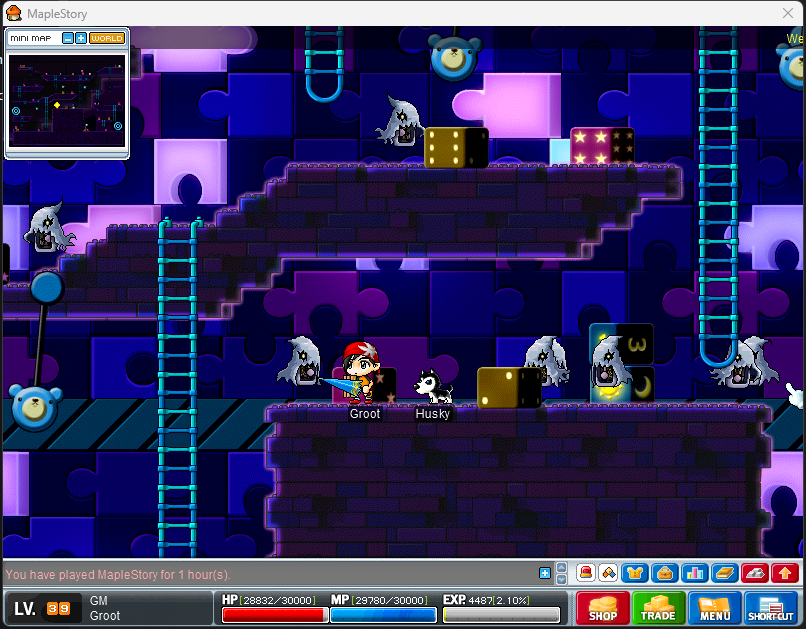 MapleStory
MINI MAP WORLD
We
Groot Husky
You have played MapleStory for 1 hour(s).
LV. 39 GM
Groot
HP[28832/30000] MP[29780/30000] EXP. 4487[2.10%]
SHOP TRADE MENU SHORTCUT